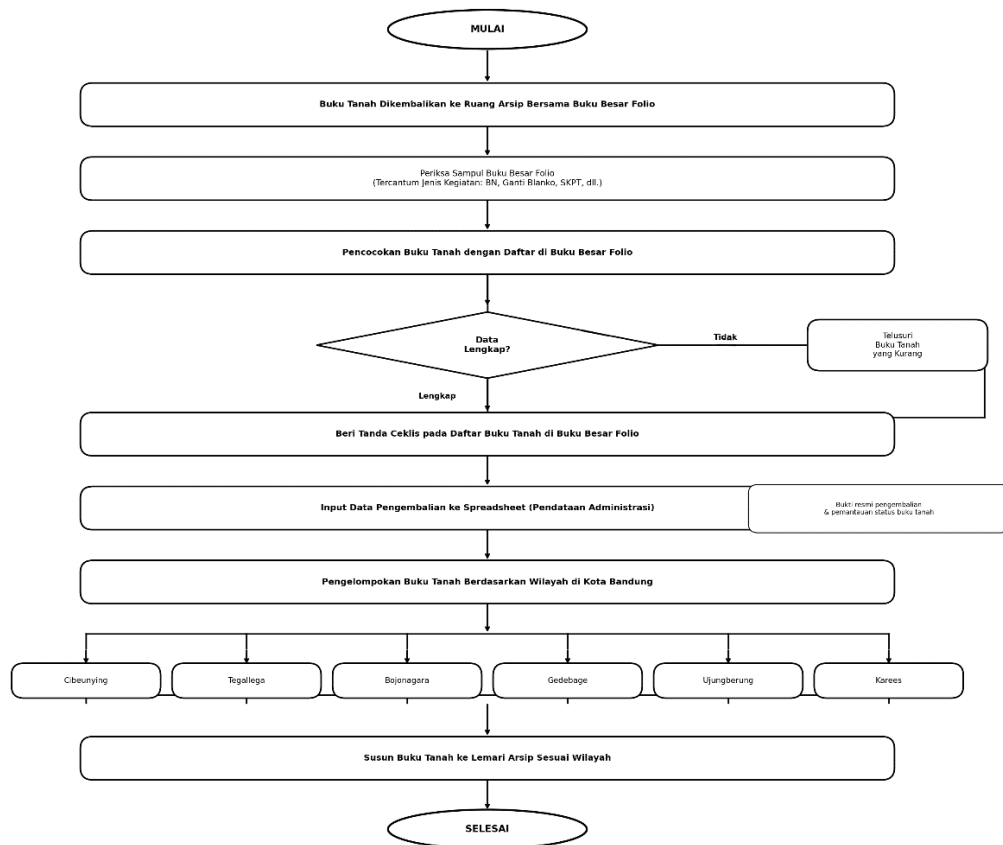 MULAI
Buku Tanah Dikembalikan ke Ruang Arsip Bersama Buku Besar Folio
Periksa Sampul Buku Besar Folio
(Tercantum Jenis Kegiatan: BN, Ganti Blanko, SKPT, dll.)
Pencocokan Buku Tanah dengan Daftar di Buku Besar Folio
Data
Lengkap?
Tidak
Telusuri
Buku Tanah
yang Kurang
Lengkap
Beri Tanda Ceklis pada Daftar Buku Tanah di Buku Besar Folio
Input Data Pengembalian ke Spreadsheet (Pendataan Administrasi)
Bukti resmi pengembalian
& pemantauan status buku tanah
Pengelompokan Buku Tanah Berdasarkan Wilayah di Kota Bandung
Cibeunying
Tegallega
Bojonagara
Gedebage
Ujungberung
Karees
Susun Buku Tanah ke Lemari Arsip Sesuai Wilayah
SELESAI